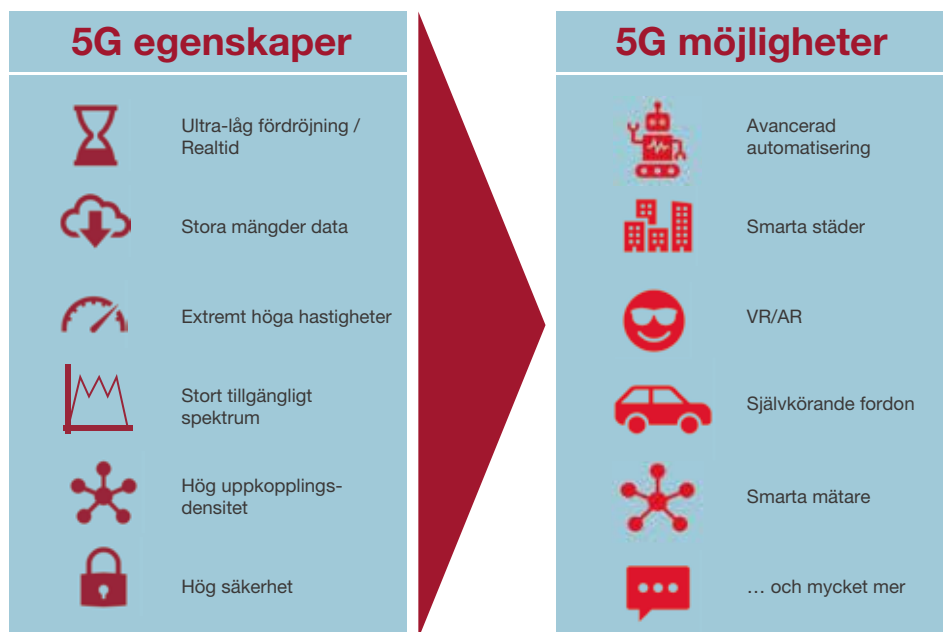 5G egenskaper
Ultra-låg fördröjning /
Realtid
Stora mängder data
Extremt höga hastigheter
Stort tillgängligt
spektrum
Hög uppkopplings-
densitet
Hög säkerhet
5G möjligheter
Avancerad
automatisering
Smarta städer
VR/AR
Självkörande fordon
Smarta mätare
… och mycket mer